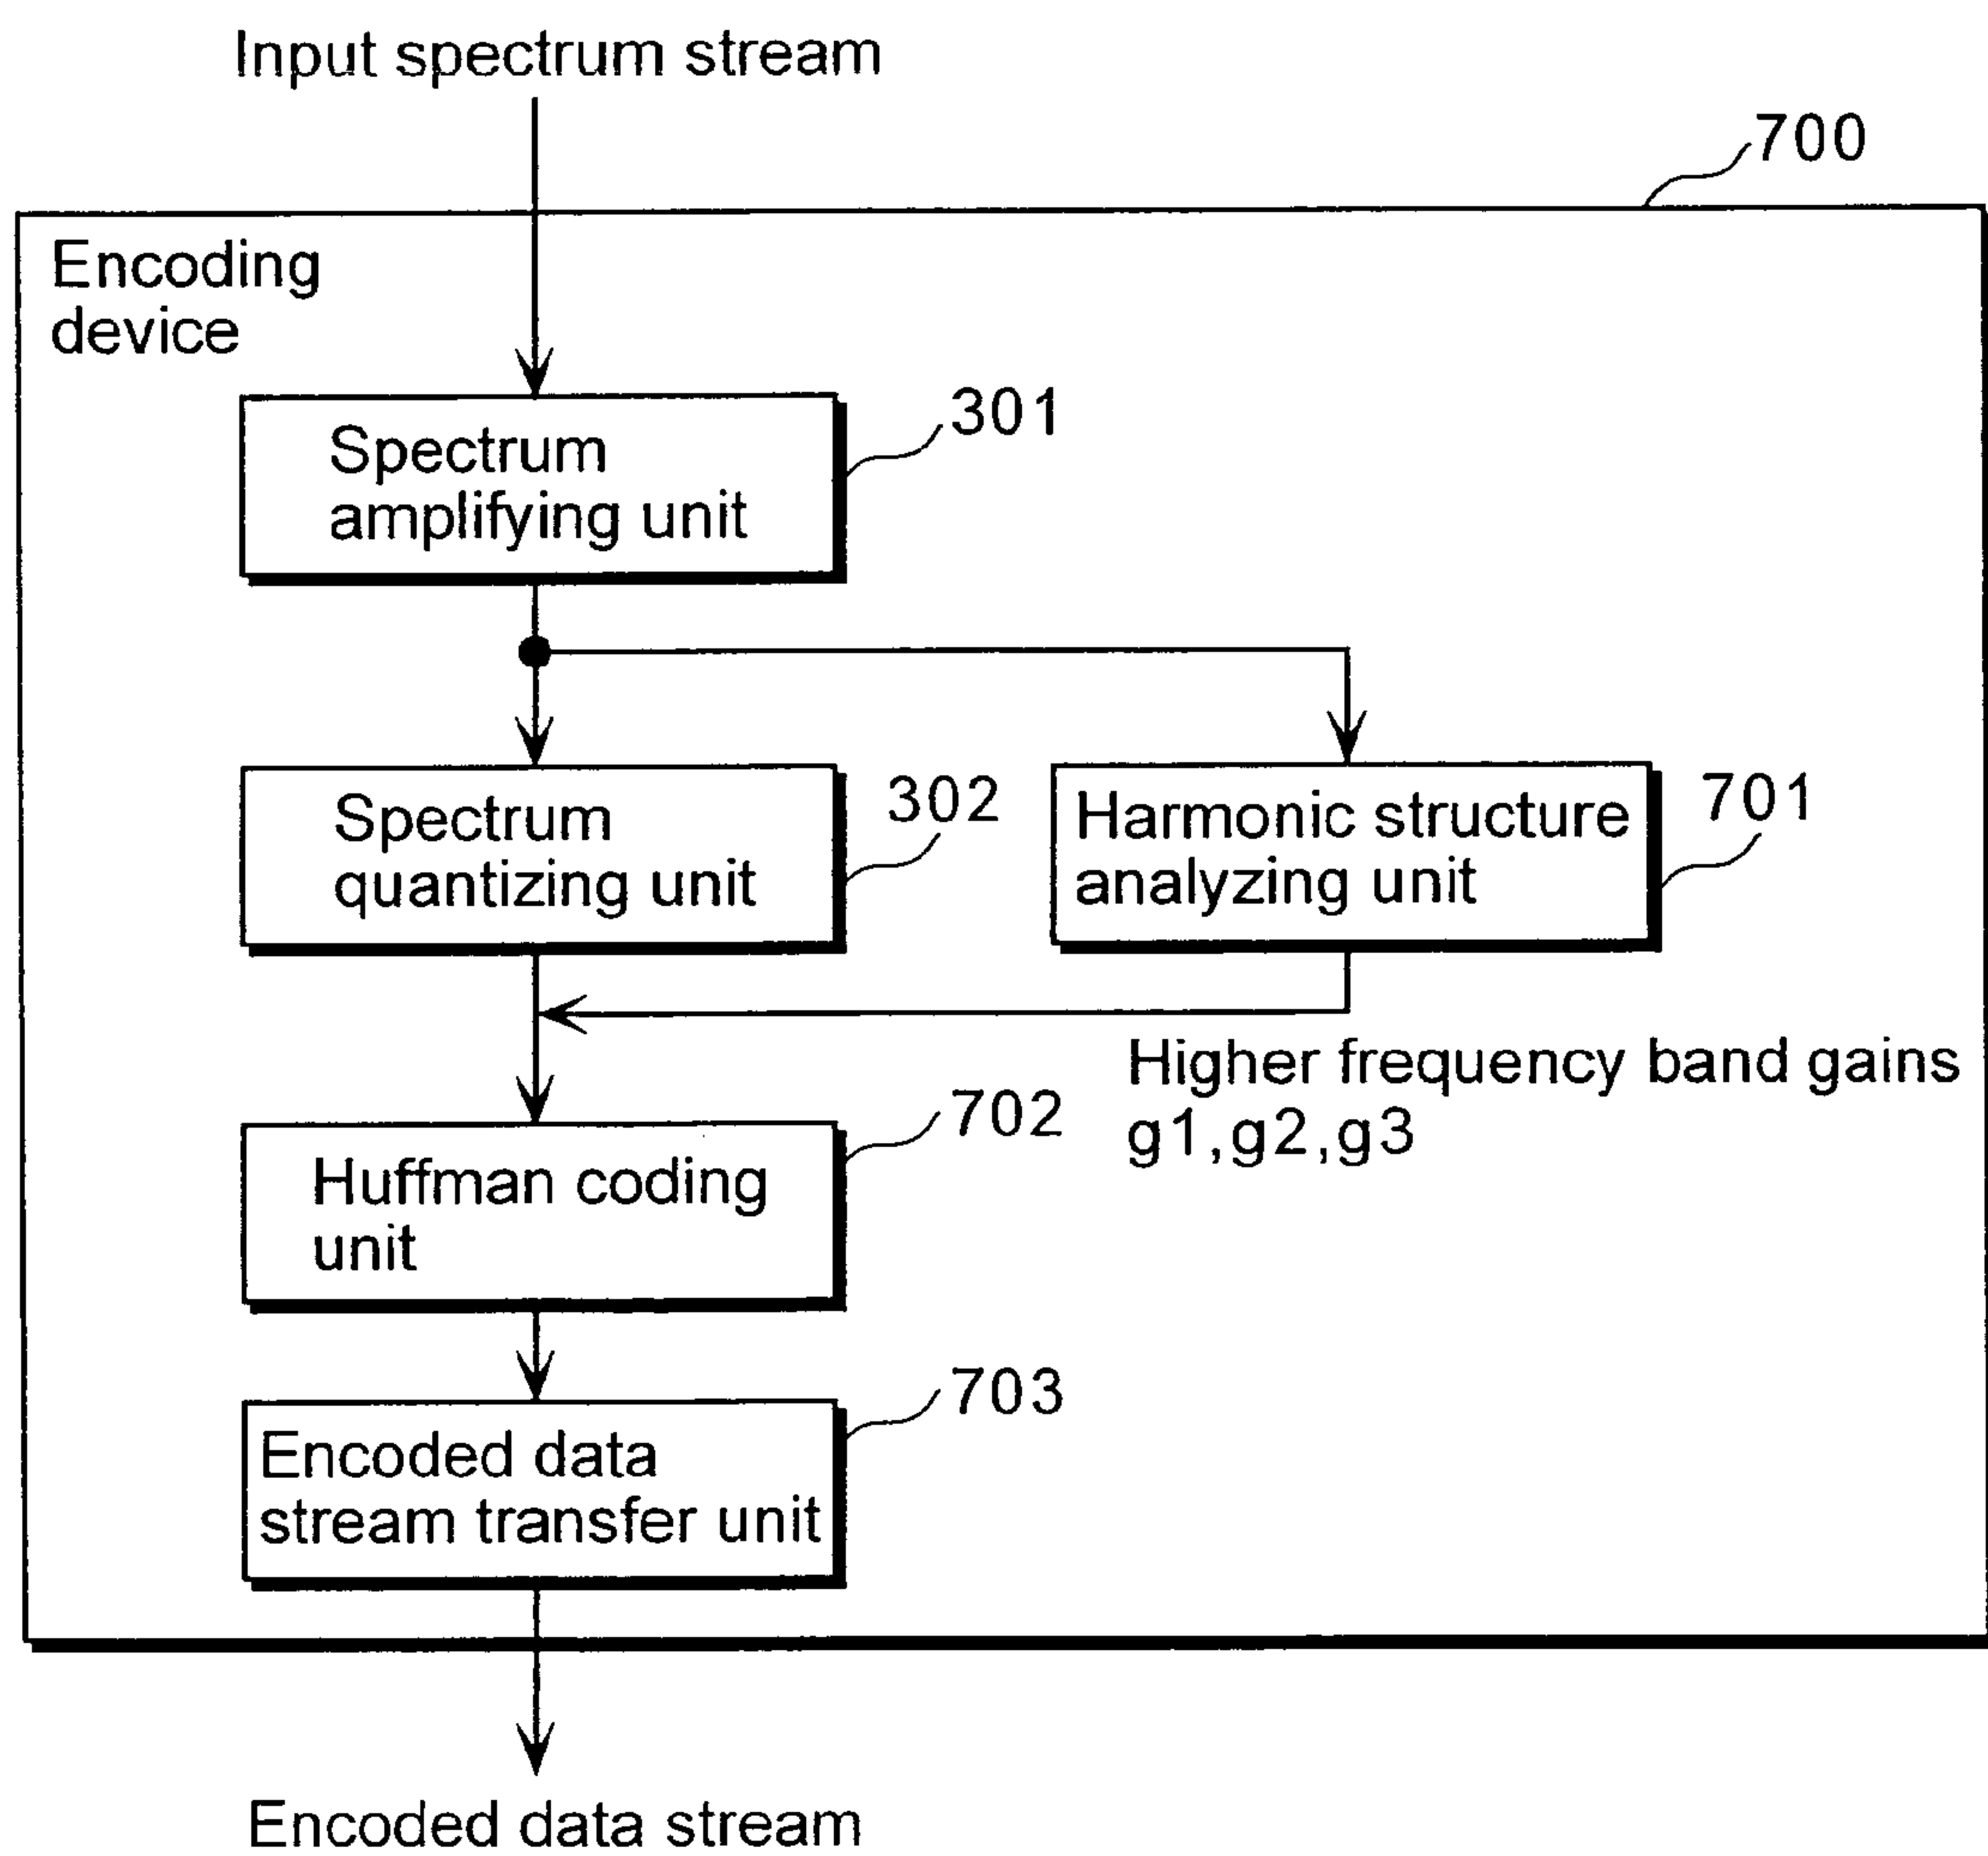 Input spectrum stream
700
Encoding
device
301
Spectrum
amplifying unit
302
Spectrum
quantizing unit
701
Harmonic structure
analyzing unit
Higher frequency band gains
g1,g2,g3
702
Huffman coding
unit
703
Encoded data
stream transfer unit
Encoded data stream